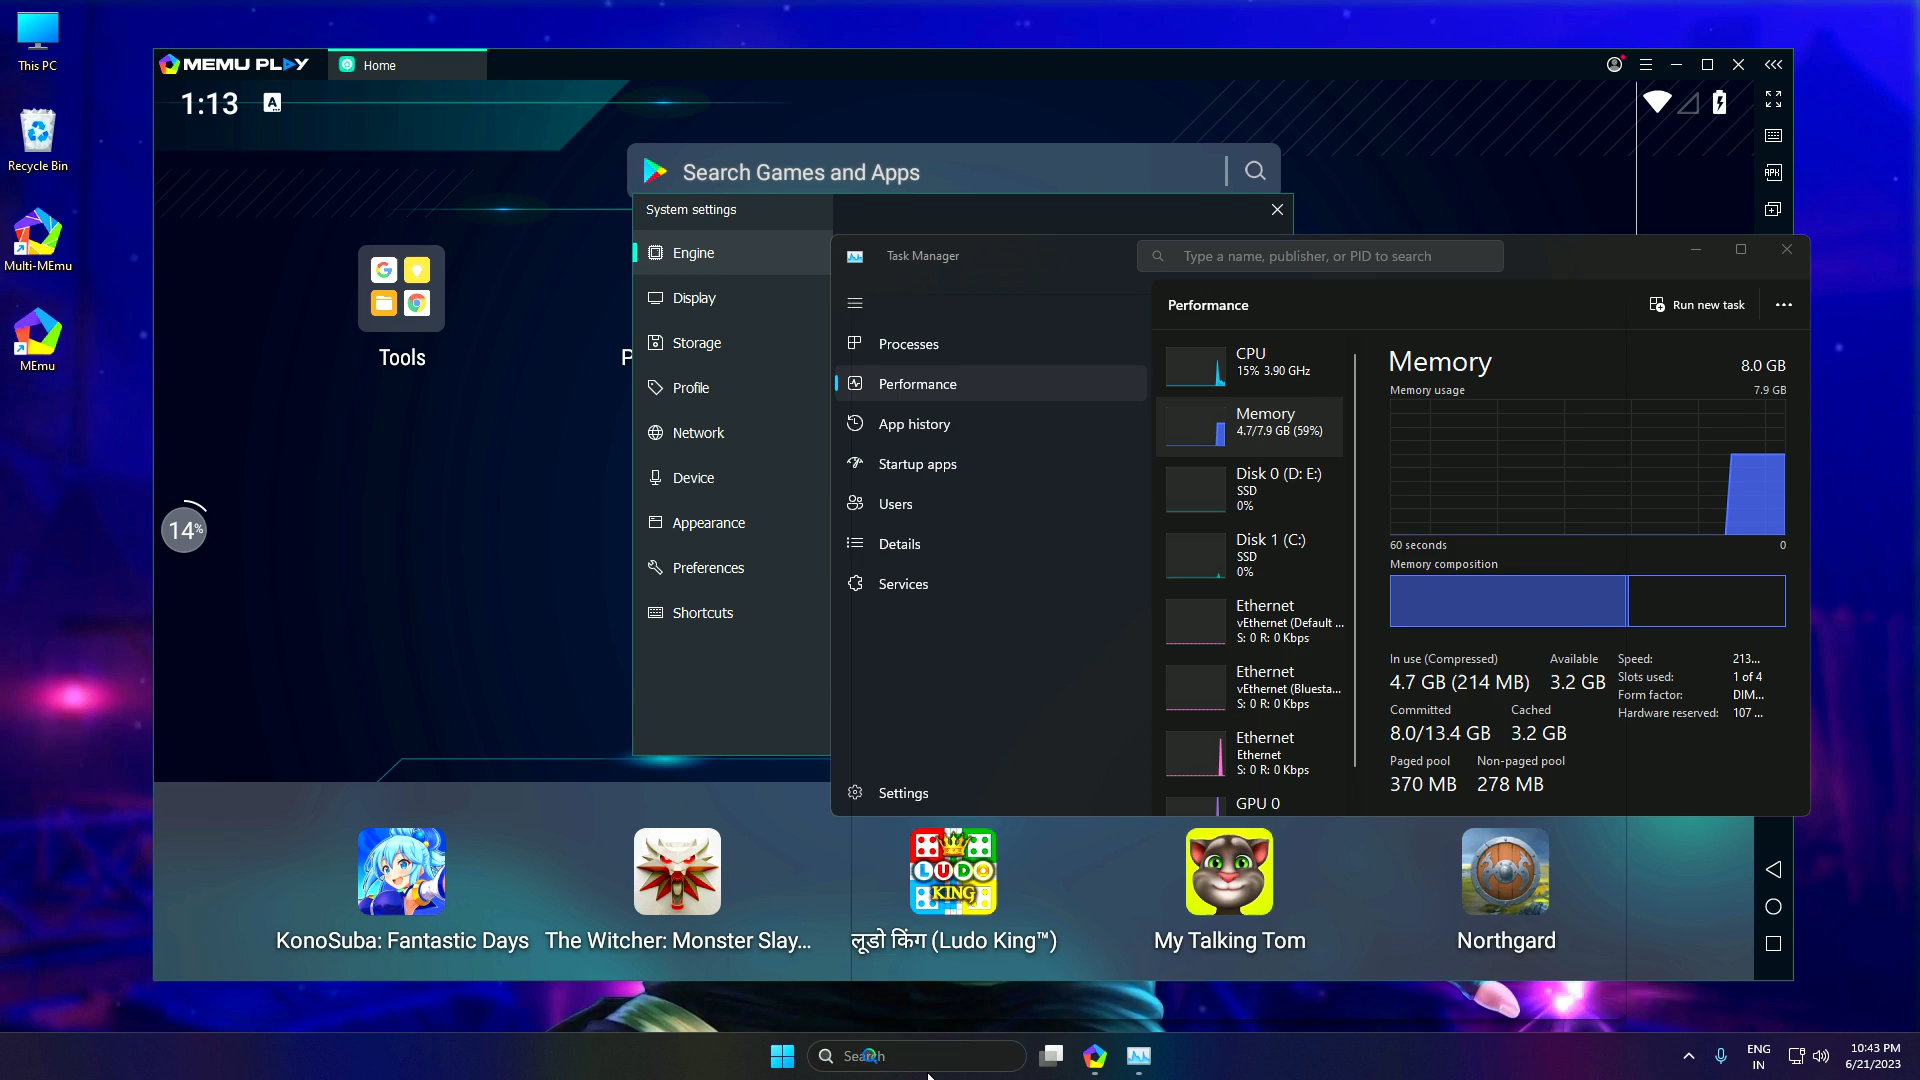 This PC
Recycle Bin
Multi-MEmu
MEmu
MEMU PLAY
Home
1:13
A
Search Games and Apps
APK
Tools
P
14%
System settings
Engine
Display
Storage
Profile
Network
Device
Appearance
Preferences
Shortcuts
Task Manager
Type a name, publisher, or PID to search
Processes
Performance
App history
Startup apps
Users
Details
Services
Settings
Performance
Run new task
CPU
15% 3.90 GHz
Memory
4.7/7.9 GB (59%)
Disk 0 (D: E:)
SSD
0%
Disk 1 (C:)
SSD
0%
Ethernet
vEthernet (Default ...
S: 0 R: 0 Kbps
Ethernet
vEthernet (Bluesta...
S: 0 R: 0 Kbps
Ethernet
Ethernet
S: 0 R: 0 Kbps
GPU 0
Memory
8.0 GB
Memory usage
7.9 GB
60 seconds
0
Memory composition
In use (Compressed)
4.7 GB (214 MB)
Available
3.2 GB
Committed
8.0/13.4 GB
Cached
3.2 GB
Paged pool
370 MB
Non-paged pool
278 MB
Speed: 213...
Slots used: 1 of 4
Form factor: DIM...
Hardware reserved: 107 ...
LUDO
KING
KonoSuba: Fantastic Days
The Witcher: Monster Slay...
लूडो किंग (Ludo King™)
My Talking Tom
Northgard
Search
ENG
IN
10:43 PM
6/21/2023